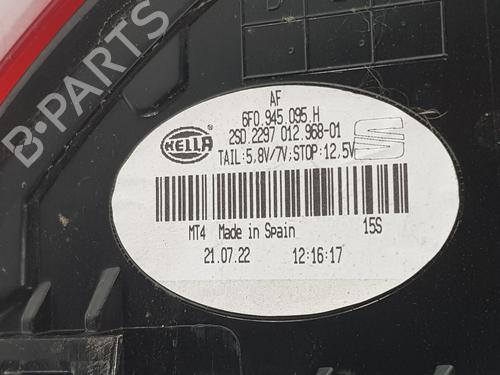 B-PARTS
AF
6F0.945.095.H
HELLA
2SD.2297 012.968-01
TAIL:5,8V/7V;STOP:12.5V
MT4 Made in Spain 15S
21.07.22 12:16:17